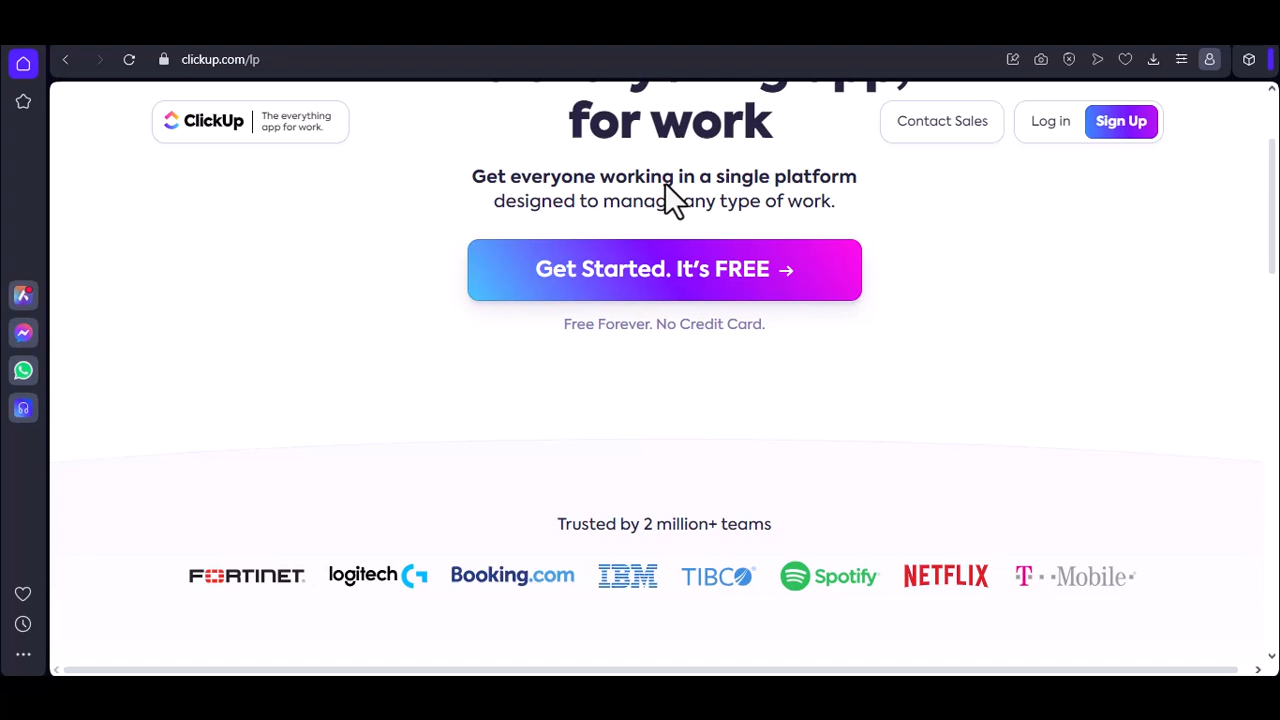 clickup.com/lp
for work
ClickUp
The everything
app for work.
Contact Sales
Log in
Sign Up
Get everyone working in a single platform
designed to manage any type of work.
Get Started. It's FREE →
Free Forever. No Credit Card.
Trusted by 2 million+ teams
FORTINET
logitech G
Booking.com
IBM
TIBCO
Spotify
NETFLIX
T Mobile